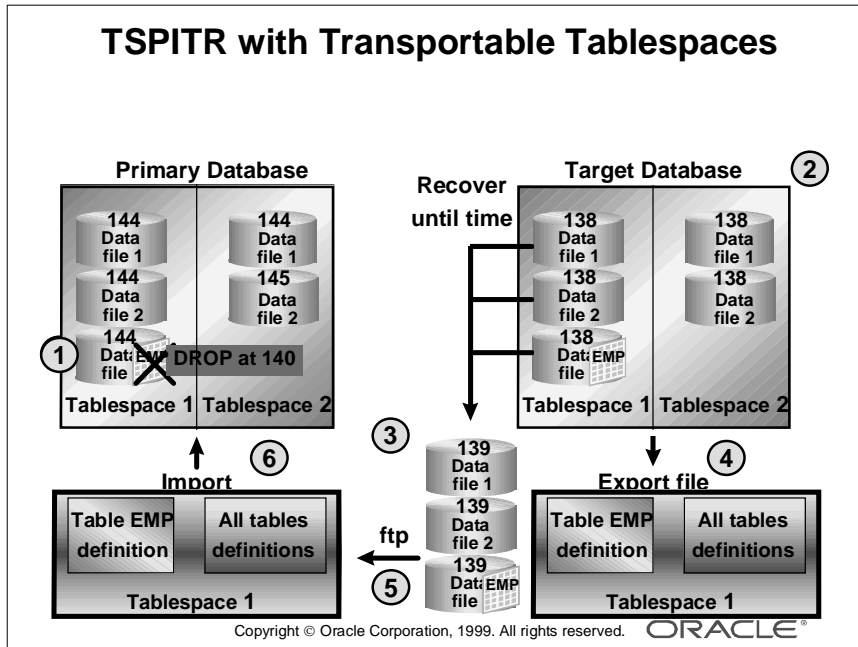 TSPITR with Transportable Tablespaces
Primary Database
144
Data
file 1
144
Data
file 2
144
Data
file
EMP
1
DROP at 140
Tablespace 1
144
Data
file 1
145
Data
file 2
Tablespace 2
Recover
until time
Target Database
2
138
Data
file 1
138
Data
file 2
138
Data
file
EMP
Tablespace 1
138
Data
file 1
138
Data
file 2
Tablespace 2
3
139
Data
file 1
139
Data
file 2
139
Data
file
EMP
4
Export file
Table EMP
definition
All tables
definitions
Tablespace 1
ftp
5
6
Import
Table EMP
definition
All tables
definitions
Tablespace 1
Copyright © Oracle Corporation, 1999. All rights reserved.
ORACLE®